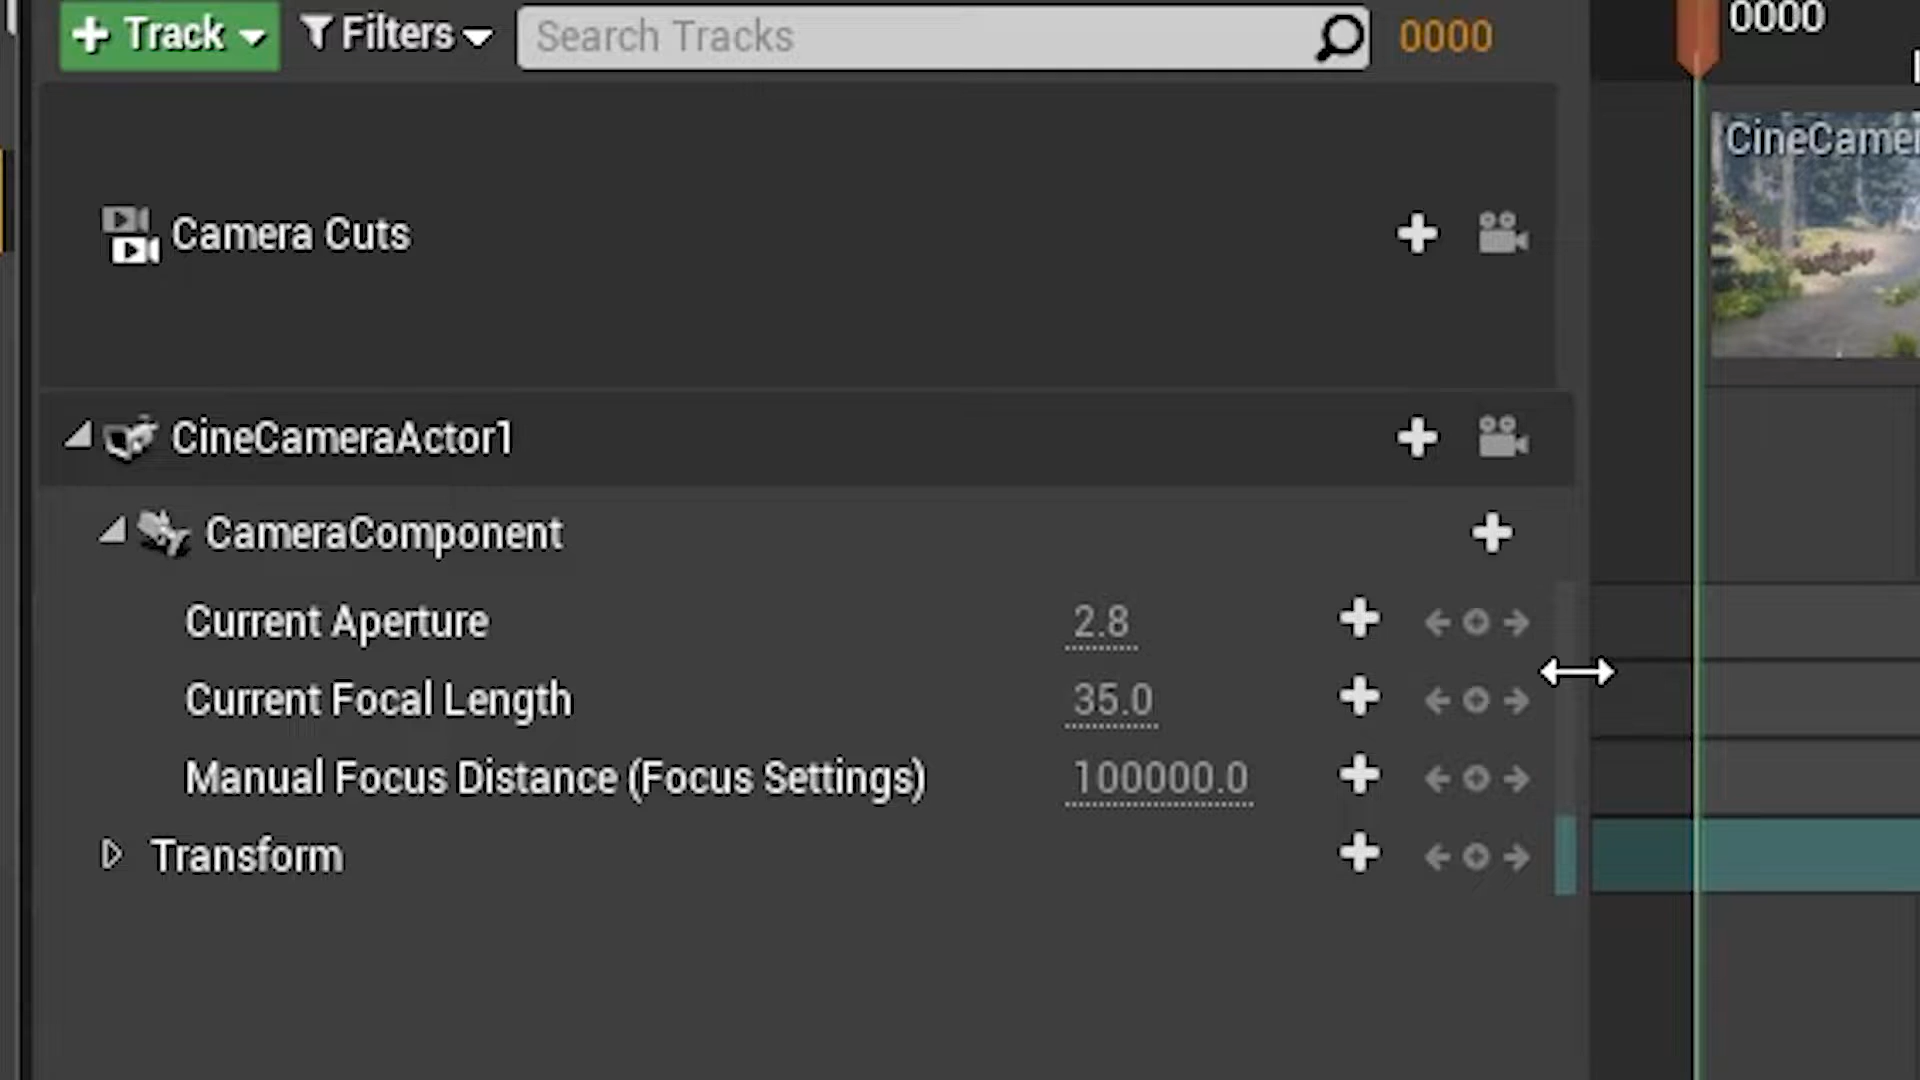 Track Filters Search Tracks 0000 0000
CineCamer
Camera Cuts
CineCameraActor1
CameraComponent
Current Aperture 2.8
Current Focal Length 35.0
Manual Focus Distance (Focus Settings) 100000.0
Transform